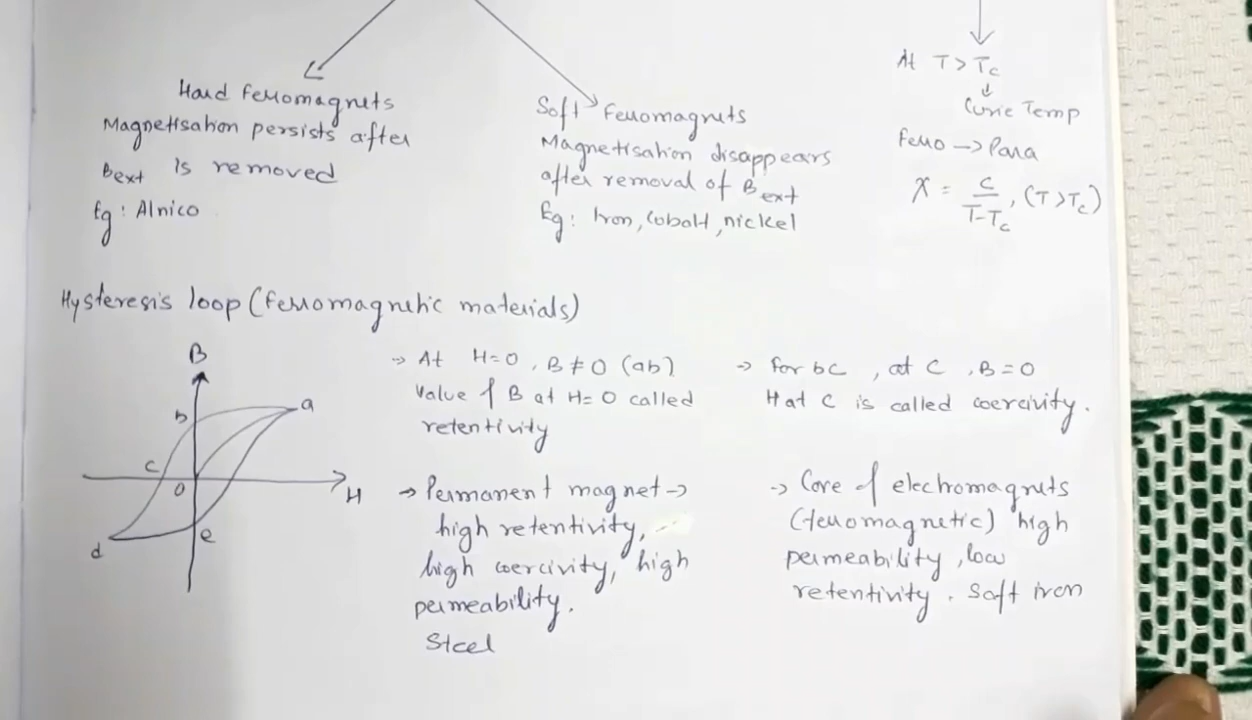 Hard ferromagnets
Magnetisation persists after
Bext is removed
Eg: Alnico
Soft ferromagnets
Magnetisation disappears
after removal of Bext
Eg: Iron, cobalt, nickel
At T > Tc
Curie Temp
ferro → Para
χ = C / T-Tc , (T > Tc)
Hysteresis loop (ferromagnetic materials)
B
a
b
c
O
H
d
e
→ At H=0, B≠0 (ab)
Value of B at H=0 called
retentivity
→ for bc, at C, B=0
H at C is called coercivity.
→ Permanent magnet →
high retentivity,
high coercivity, high
permeability.
Steel
→ Core of electromagnets
(ferromagnetic) high
permeability, low
retentivity. Soft iron